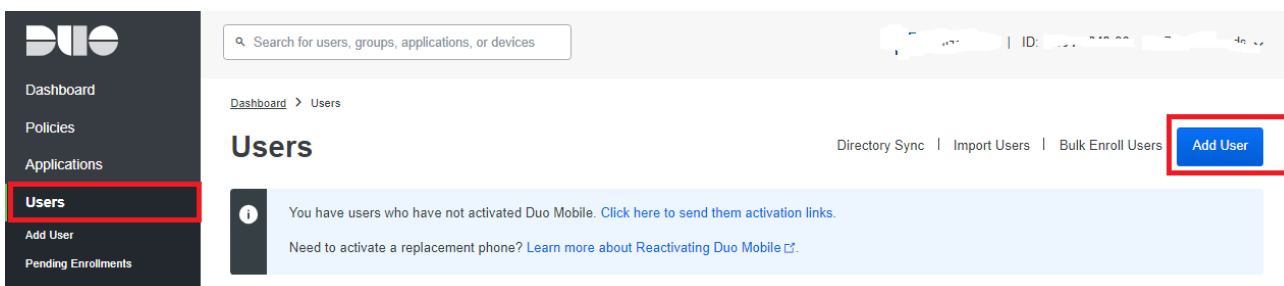 DUO
Search for users, groups, applications, or devices
| ID:
Dashboard
Policies
Applications
Users
Add User
Pending Enrollments
Dashboard > Users
Users
Directory Sync | Import Users | Bulk Enroll Users
Add User
You have users who have not activated Duo Mobile. Click here to send them activation links.
Need to activate a replacement phone? Learn more about Reactivating Duo Mobile.